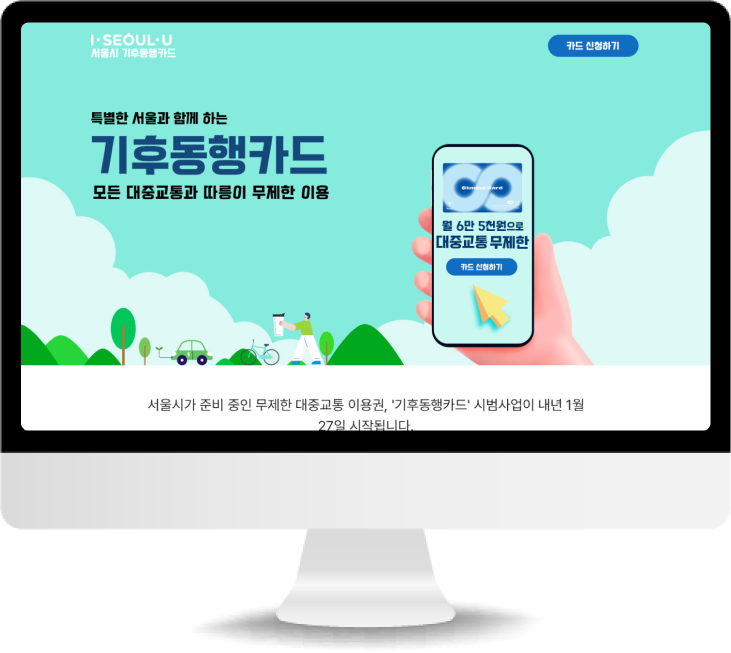 I·SEOUL·U
서울시 기후동행카드
카드 신청하기
특별한 서울과 함께 하는
기후동행카드
모든 대중교통과 따릉이 무제한 이용
Climate Card
월 6만 5천원으로
대중교통 무제한
카드 신청하기
서울시가 준비 중인 무제한 대중교통 이용권, '기후동행카드' 시범사업이 내년 1월
27일 시작됩니다.